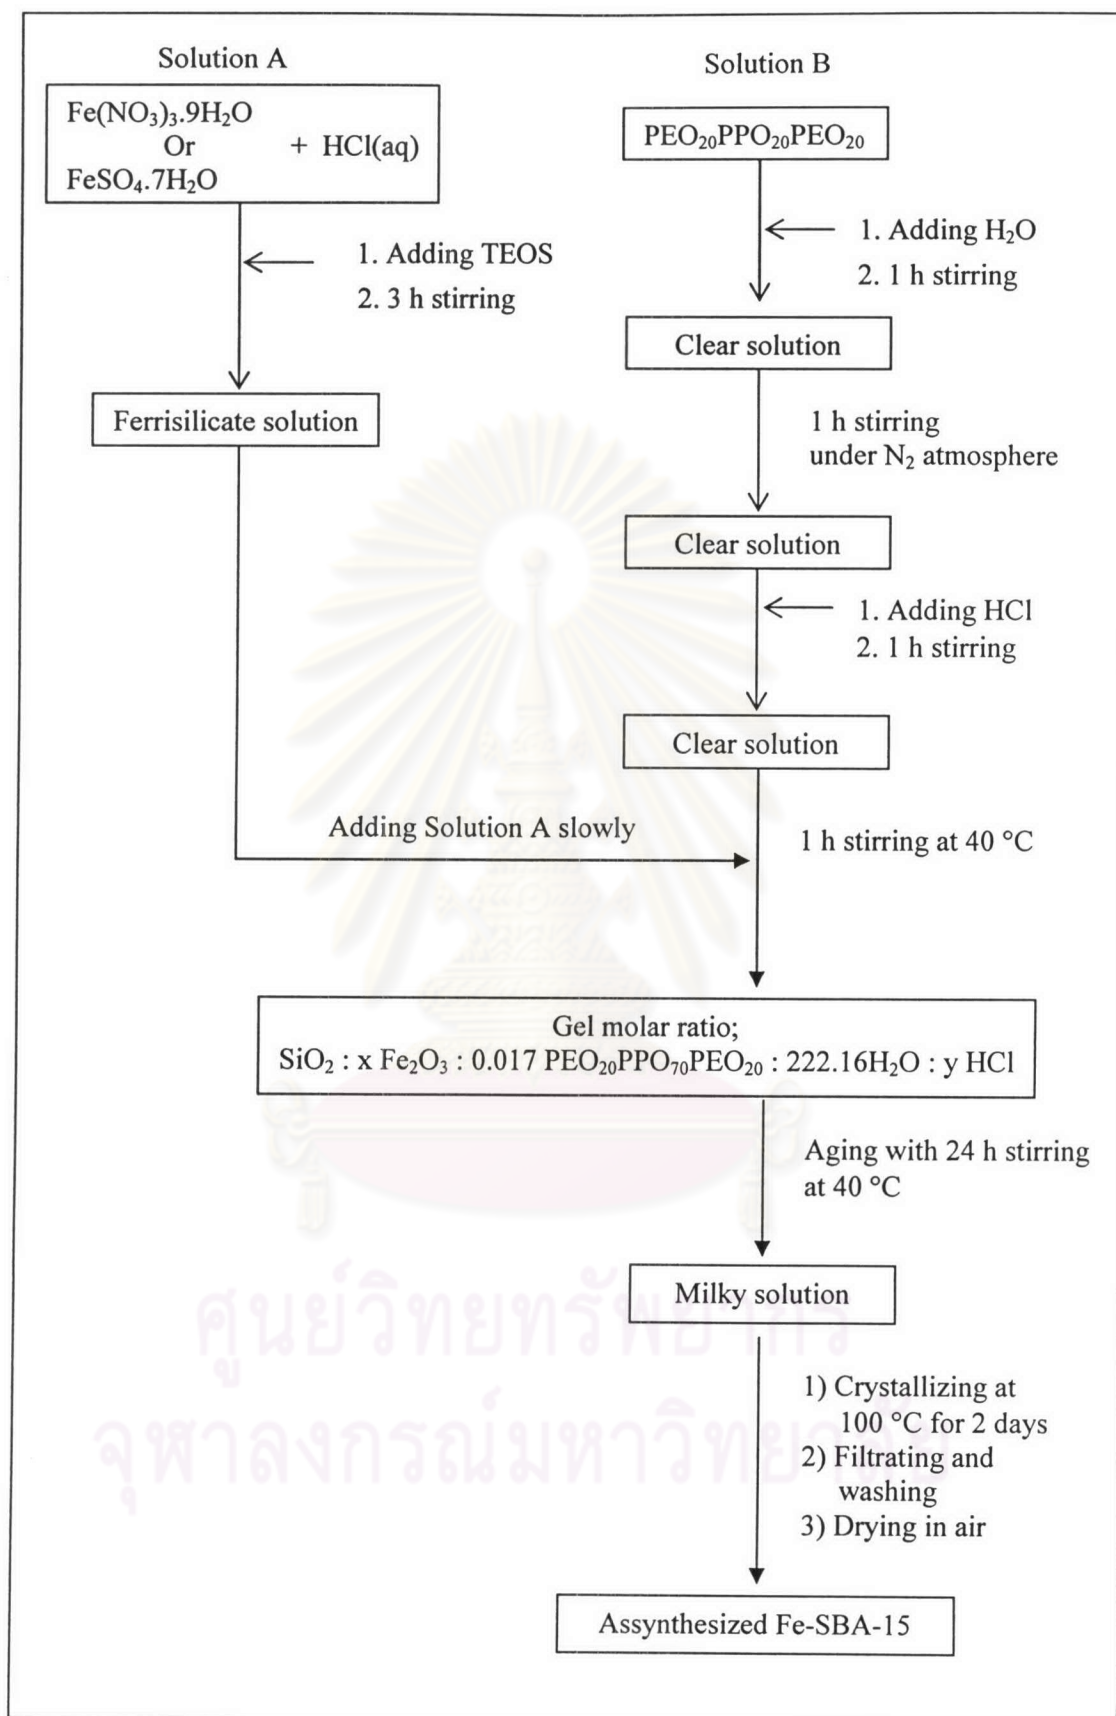 Solution A
Fe(NO₃)₃.9H₂O
Or
+ HCl(aq)
FeSO₄.7H₂O
1. Adding TEOS
2. 3 h stirring
Ferrisilicate solution
Solution B
PEO₂₀PPO₂₀PEO₂₀
1. Adding H₂O
2. 1 h stirring
Clear solution
1 h stirring
under N₂ atmosphere
Clear solution
1. Adding HCl
2. 1 h stirring
Clear solution
Adding Solution A slowly
1 h stirring at 40 °C
Gel molar ratio;
SiO₂ : x Fe₂O₃ : 0.017 PEO₂₀PPO₇₀PEO₂₀ : 222.16H₂O : y HCl
Aging with 24 h stirring
at 40 °C
Milky solution
1) Crystallizing at
100 °C for 2 days
2) Filtrating and
washing
3) Drying in air
Assynthesized Fe-SBA-15
ศูนย์วิทยทรัพยากร
จุฬาลงกรณ์มหาวิทยาลัย